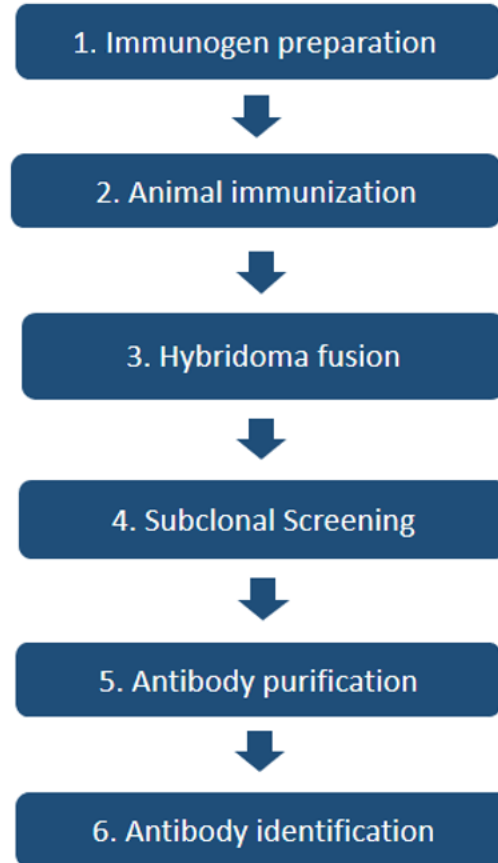 1. Immunogen preparation
2. Animal immunization
3. Hybridoma fusion
4. Subclonal Screening
5. Antibody purification
6. Antibody identification